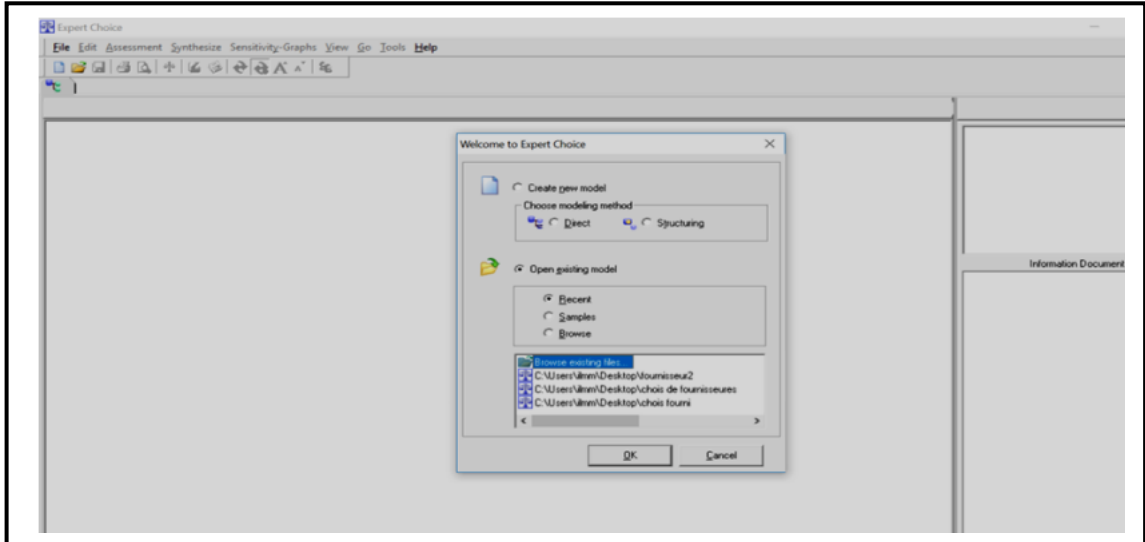 Expert Choice
File Edit Assessment Synthesize Sensitivity-Graphs View Go Tools Help
Welcome to Expert Choice
Create new model
Choose modeling method
Direct Structuring
Open existing model
Information Document
Recent
Samples
Browse
Browse existing files
C:\Users\ilmm\Desktop\fournisseur2
C:\Users\ilmm\Desktop\chois de fournisseures
C:\Users\ilmm\Desktop\chois fourni
OK Cancel